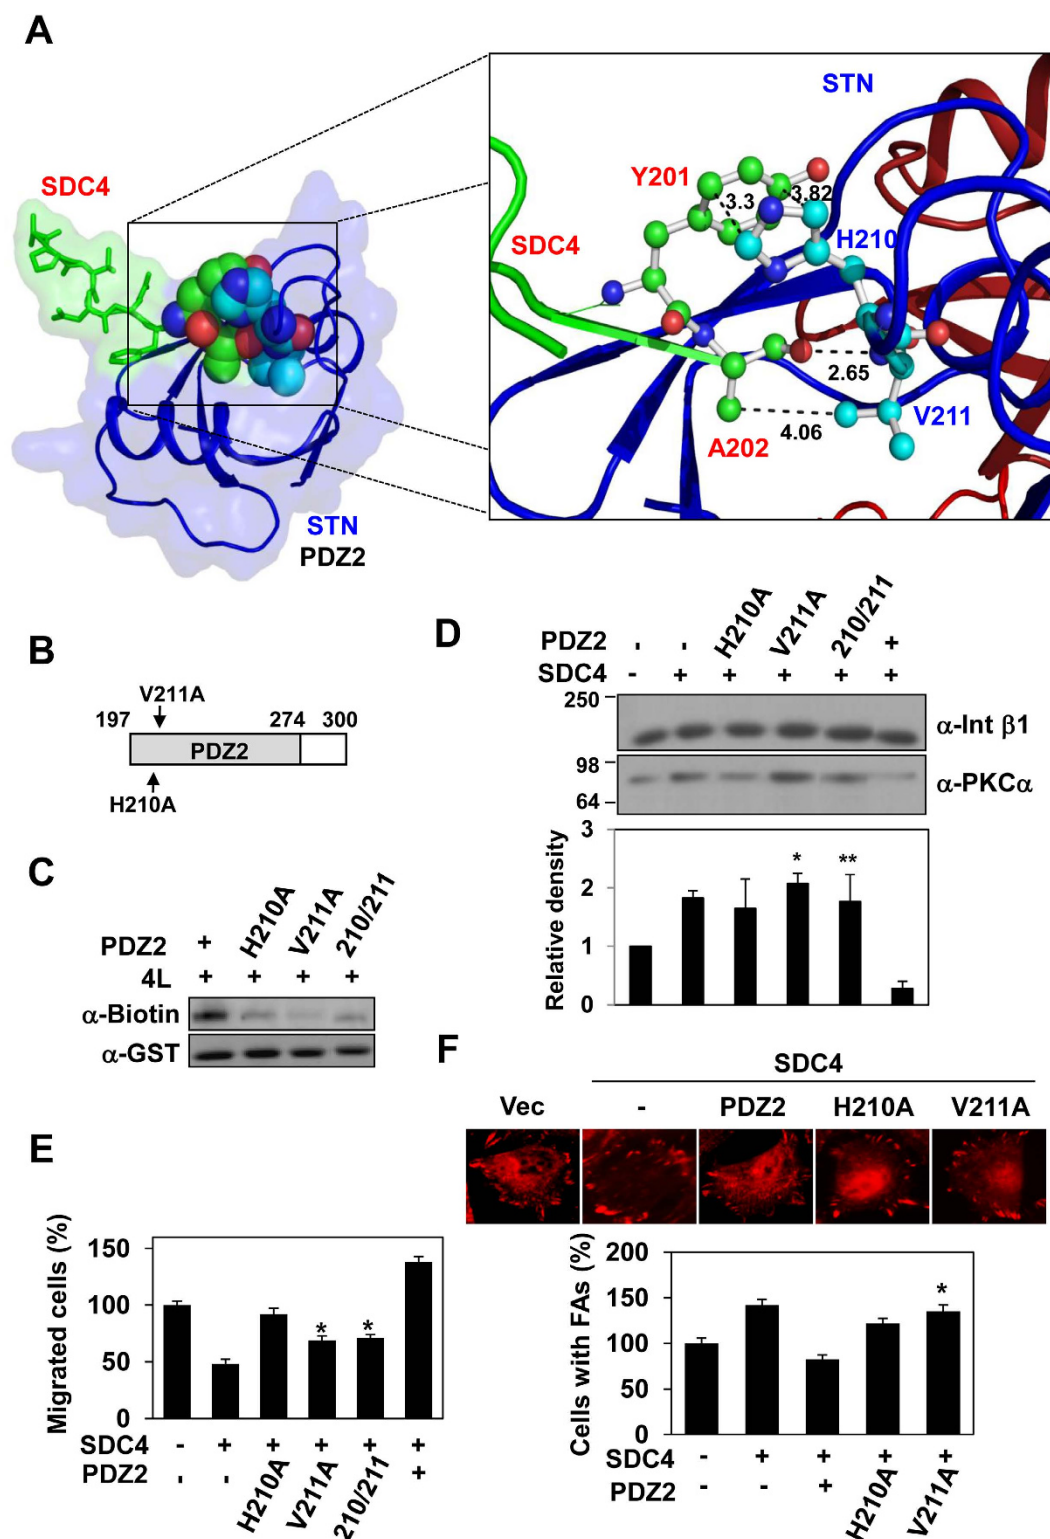 A
SDC4
STN
PDZ2
STN
Y201
3.3
3.82
H210
SDC4
2.65
V211
4.06
A202
B
V211A
197
274
300
PDZ2
H210A
C
PDZ2 + H210A V211A 210/211
4L + + + +
α-Biotin
α-GST
D
PDZ2 - - H210A V211A 210/211 +
SDC4 - + + + + +
250
α-Int β1
98
64
α-PKCα
Relative density
3
2
1
0
* **
E
Migrated cells (%)
150
100
50
0
* *
SDC4 - + + + + +
PDZ2 - - H210A V211A 210/211 +
F
SDC4
Vec - PDZ2 H210A V211A
Cells with FAs (%)
200
150
100
50
0
*
SDC4 - + + + +
PDZ2 - - + H210A V211A